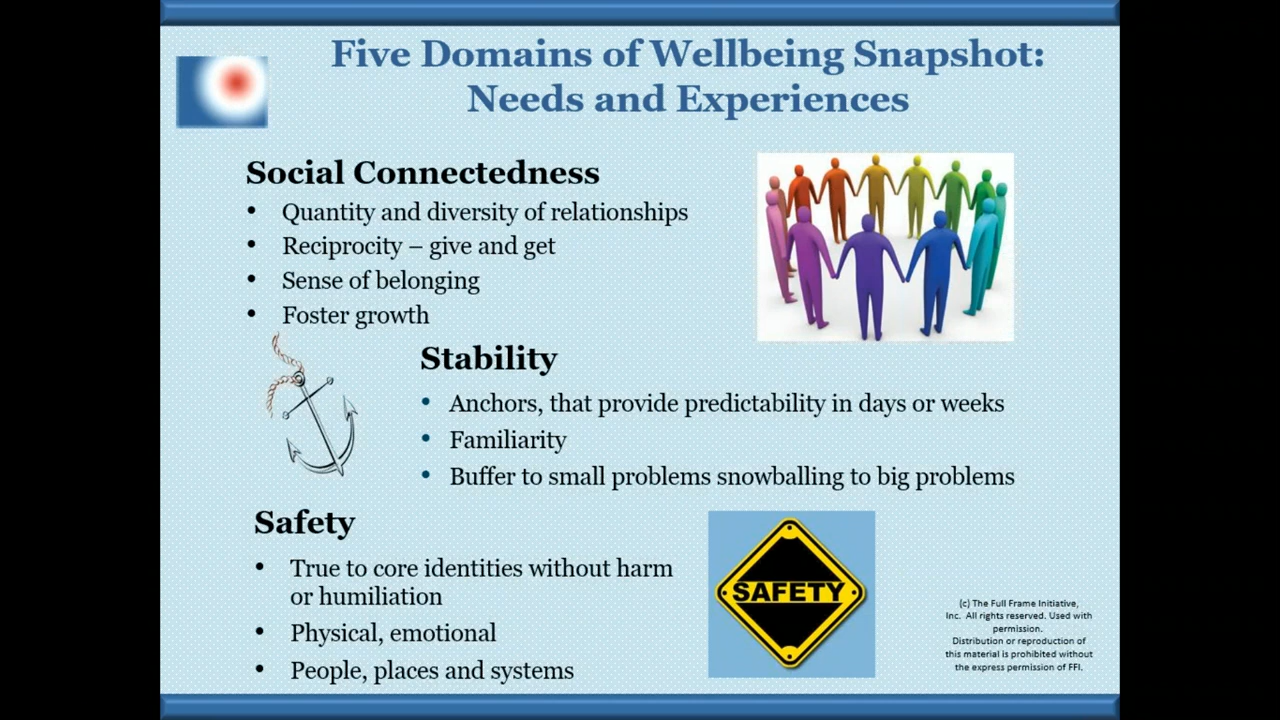 Five Domains of Wellbeing Snapshot:
Needs and Experiences
Social Connectedness
• Quantity and diversity of relationships
• Reciprocity – give and get
• Sense of belonging
• Foster growth
Stability
• Anchors, that provide predictability in days or weeks
• Familiarity
• Buffer to small problems snowballing to big problems
Safety
• True to core identities without harm
or humiliation
• Physical, emotional
• People, places and systems
SAFETY
(c) The Full Frame Initiative,
Inc. All rights reserved. Used with
permission.
Distribution or reproduction of
this material is prohibited without
the express permission of FFI.